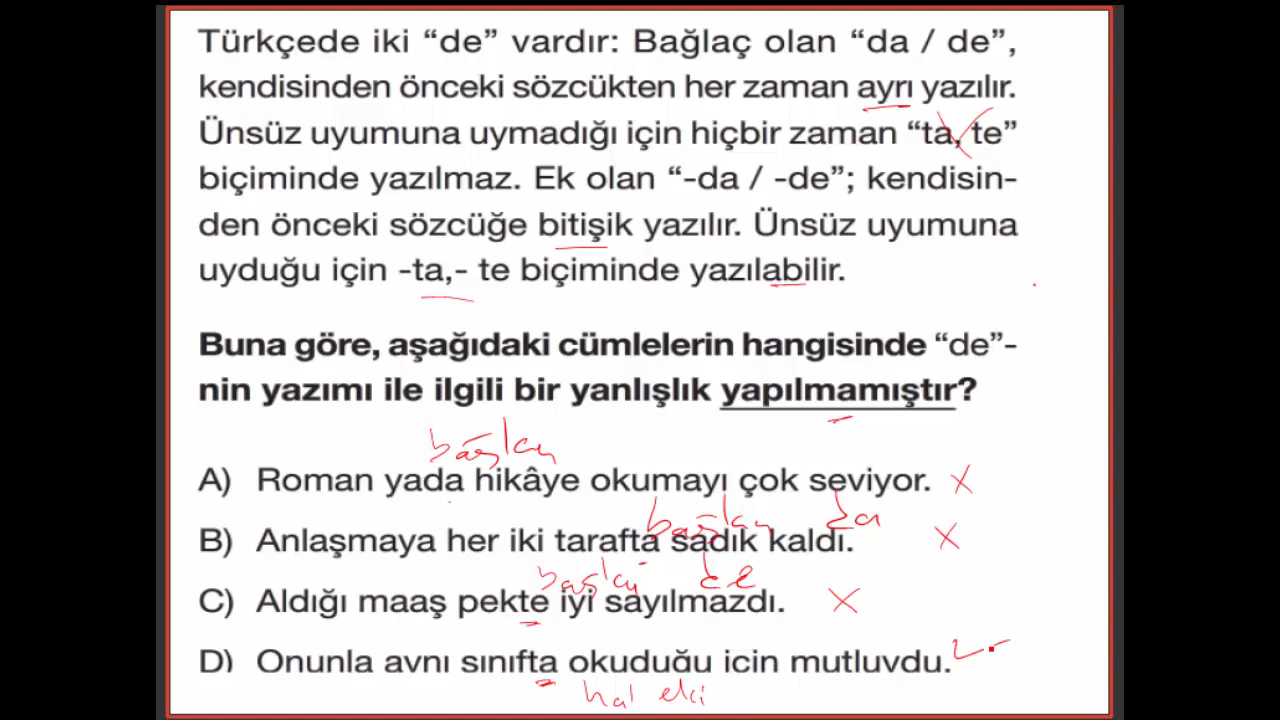 Türkçede iki “de” vardır: Bağlaç olan “da / de”,
kendisinden önceki sözcükten her zaman ayrı yazılır.
Ünsüz uyumuna uymadığı için hiçbir zaman “ta, te”
biçiminde yazılmaz. Ek olan “-da / -de”; kendisin-
den önceki sözcüğe bitişik yazılır. Ünsüz uyumuna
uyduğu için -ta,- te biçiminde yazılabilir.
Buna göre, aşağıdaki cümlelerin hangisinde “de”-
nin yazımı ile ilgili bir yanlışlık yapılmamıştır?
bağlaç
A) Roman yada hikâye okumayı çok seviyor.
bağlaç da
B) Anlaşmaya her iki tarafta sadık kaldı.
bağlaç de
C) Aldığı maaş pekte iyi sayılmazdı.
D) Onunla aynı sınıfta okuduğu için mutluydu.
hal eki